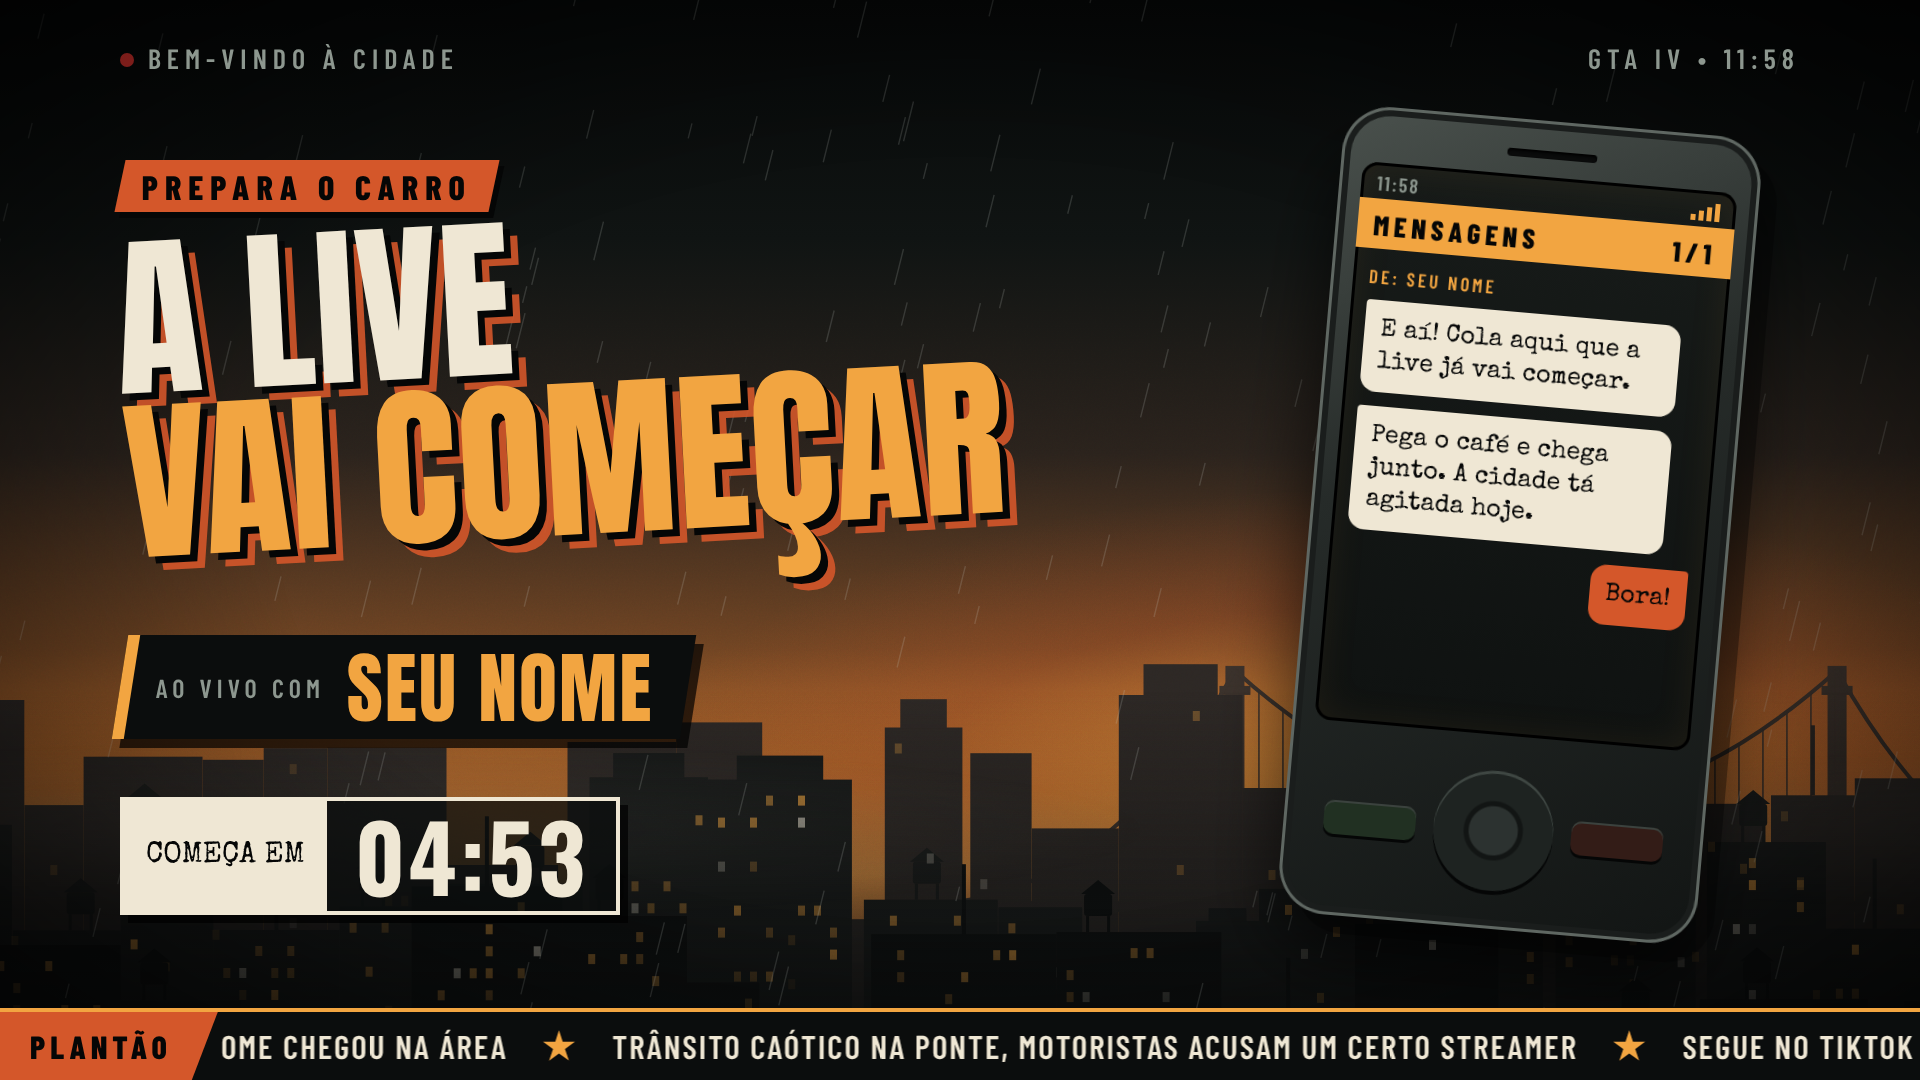 BEM-VINDO À CIDADE
GTA IV • 11:58
PREPARA O CARRO
A LIVE
VAI COMEÇAR
AO VIVO COM SEU NOME
COMEÇA EM 04:53
11:58
MENSAGENS 1/1
DE: SEU NOME
E aí! Cola aqui que a
live já vai começar.
Pega o café e chega
junto. A cidade tá
agitada hoje.
Bora!
PLANTÃO OME CHEGOU NA ÁREA ★ TRÂNSITO CAÓTICO NA PONTE, MOTORISTAS ACUSAM UM CERTO STREAMER ★ SEGUE NO TIKTOK